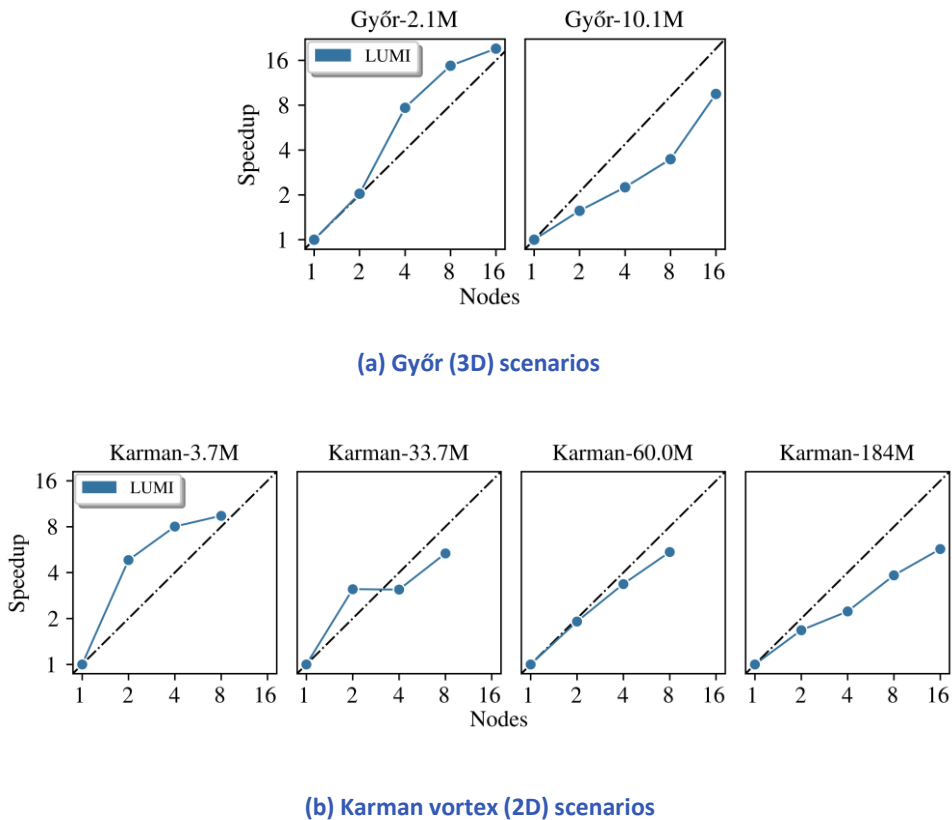 Győr-2.1M
Győr-10.1M
LUMI
16
8
4
2
1
Speedup
1 2 4 8 16
1 2 4 8 16
Nodes
(a) Győr (3D) scenarios
Karman-3.7M
Karman-33.7M
Karman-60.0M
Karman-184M
LUMI
16
8
4
2
1
Speedup
1 2 4 8 16
1 2 4 8 16
1 2 4 8 16
1 2 4 8 16
Nodes
(b) Karman vortex (2D) scenarios